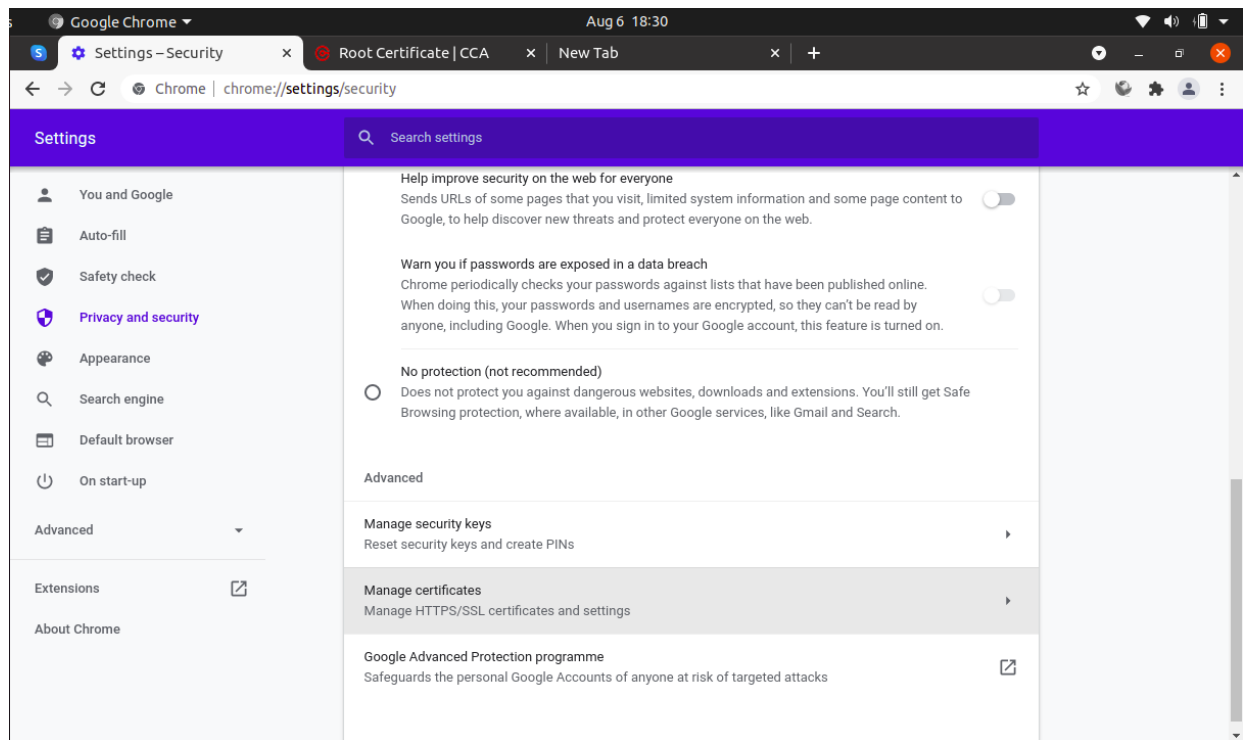 s
Google Chrome
Aug 6 18:30
S
Settings – Security
Root Certificate | CCA
New Tab
Chrome | chrome://settings/security
Settings
Search settings
You and Google
Auto-fill
Safety check
Privacy and security
Appearance
Search engine
Default browser
On start-up
Advanced
Extensions
About Chrome
Help improve security on the web for everyone
Sends URLs of some pages that you visit, limited system information and some page content to
Google, to help discover new threats and protect everyone on the web.
Warn you if passwords are exposed in a data breach
Chrome periodically checks your passwords against lists that have been published online.
When doing this, your passwords and usernames are encrypted, so they can't be read by
anyone, including Google. When you sign in to your Google account, this feature is turned on.
No protection (not recommended)
Does not protect you against dangerous websites, downloads and extensions. You'll still get Safe
Browsing protection, where available, in other Google services, like Gmail and Search.
Advanced
Manage security keys
Reset security keys and create PINs
Manage certificates
Manage HTTPS/SSL certificates and settings
Google Advanced Protection programme
Safeguards the personal Google Accounts of anyone at risk of targeted attacks